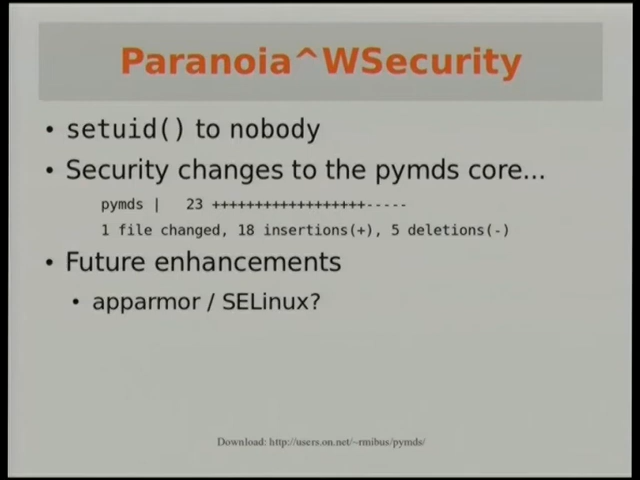 Paranoia^WSecurity
• setuid() to nobody
• Security changes to the pymds core...
pymds |   23 ++++++++++++++++++-----
1 file changed, 18 insertions(+), 5 deletions(-)
• Future enhancements
• apparmor / SELinux?
Download: http://users.on.net/~rmibus/pymds/